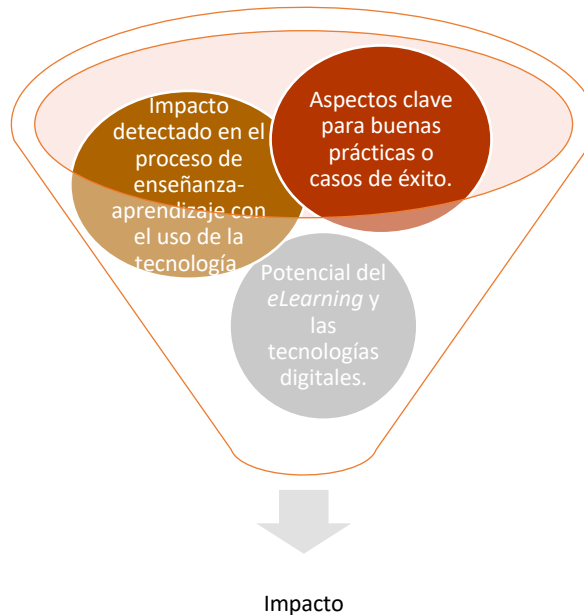 Impacto
detectado en el
proceso de
enseñanza-
aprendizaje con
el uso de la
tecnología
Aspectos clave
para buenas
prácticas o
casos de éxito.
Potencial del
eLearning y
las
tecnologías
digitales.
Impacto